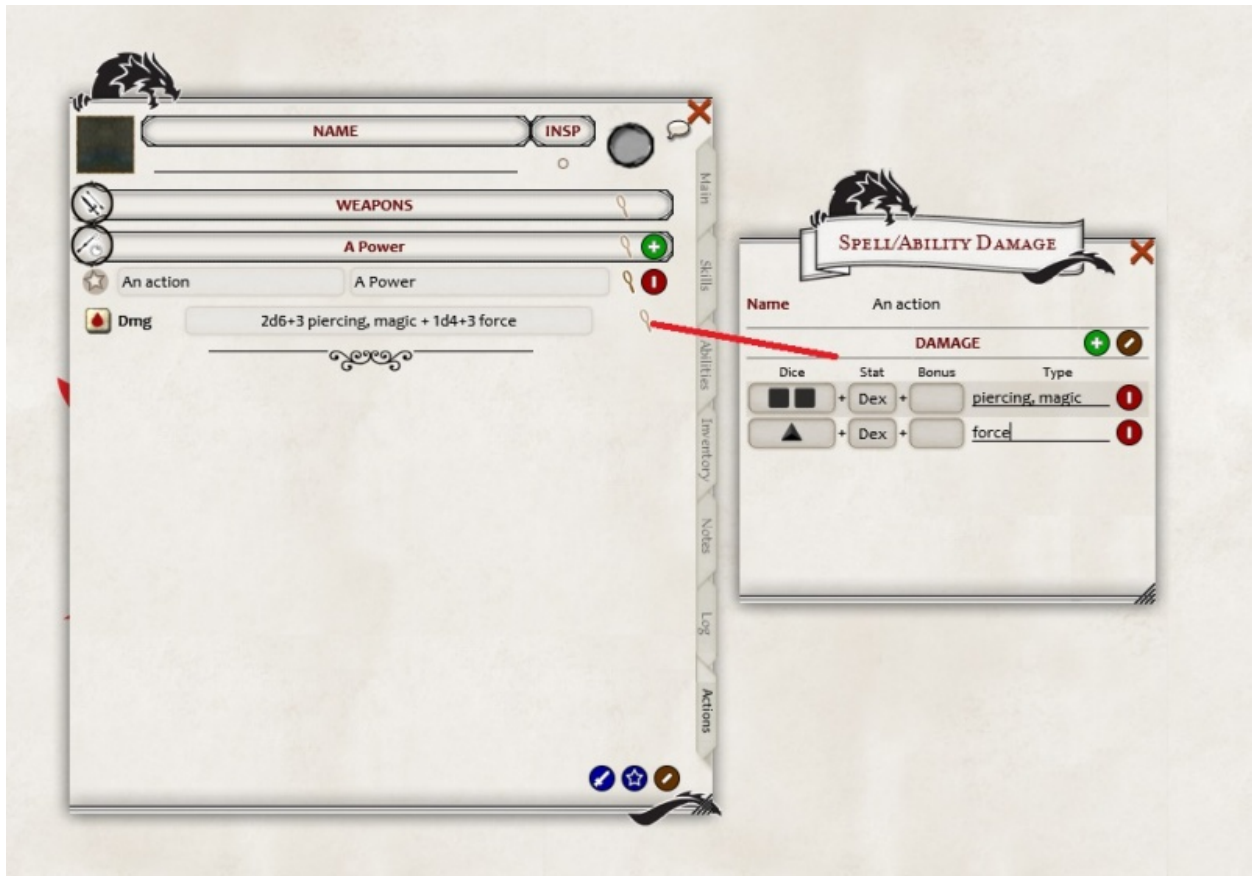 NAME
INSP
WEAPONS
A Power
An action A Power
Dmg 2d6+3 piercing, magic + 1d4+3 force
Main
Skills
Abilities
Inventory
Notes
Log
Actions
SPELL/ABILITY DAMAGE
Name An action
DAMAGE
Dice Stat Bonus Type
+ Dex + piercing, magic
+ Dex + force